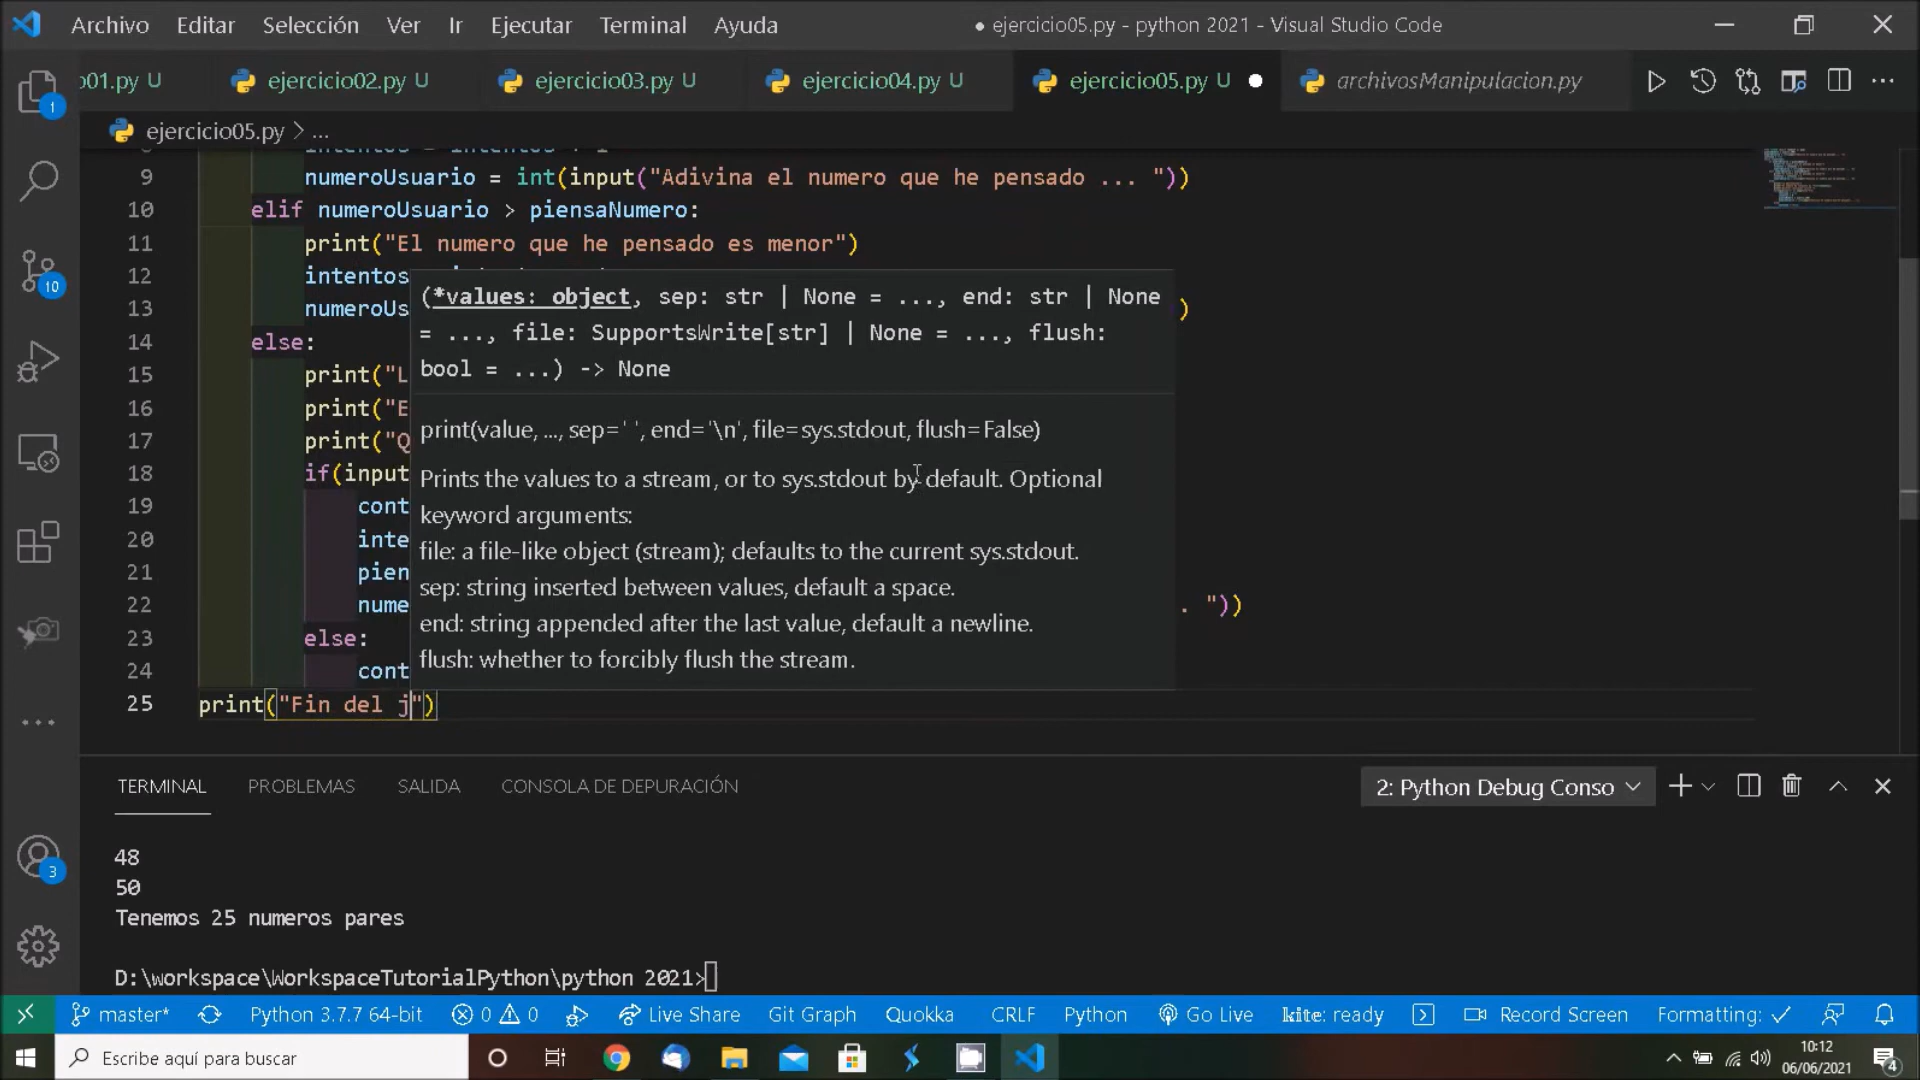 Archivo Editar Selección Ver Ir Ejecutar Terminal Ayuda ● ejercicio05.py - python 2021 - Visual Studio Code
o01.py U ejercicio02.py U ejercicio03.py U ejercicio04.py U ejercicio05.py U archivosManipulacion.py
ejercicio05.py > ...
9 numeroUsuario = int(input("Adivina el numero que he pensado ... "))
10 elif numeroUsuario > piensaNumero:
11 print("El numero que he pensado es menor")
12 intentos
13 numeroUs )
14 else:
15 print("L
16 print("E
17 print("Q
18 if(input
19 cont
20 inte
21 pien
22 nume . "))
23 else:
24 cont
25 print("Fin del j")
(*values: object, sep: str | None = ..., end: str | None
= ..., file: SupportsWrite[str] | None = ..., flush:
bool = ...) -> None
print(value, ..., sep=' ', end='\n', file=sys.stdout, flush=False)
Prints the values to a stream, or to sys.stdout by default. Optional
keyword arguments:
file: a file-like object (stream); defaults to the current sys.stdout.
sep: string inserted between values, default a space.
end: string appended after the last value, default a newline.
flush: whether to forcibly flush the stream.
TERMINAL PROBLEMAS SALIDA CONSOLA DE DEPURACIÓN 2: Python Debug Conso
48
50
Tenemos 25 numeros pares
D:\workspace\WorkspaceTutorialPython\python 2021>
master* Python 3.7.7 64-bit 0 0 Live Share Git Graph Quokka CRLF Python Go Live kite: ready Record Screen Formatting: ✓
Escribe aquí para buscar
10:12
06/06/2021
4
1
10
3